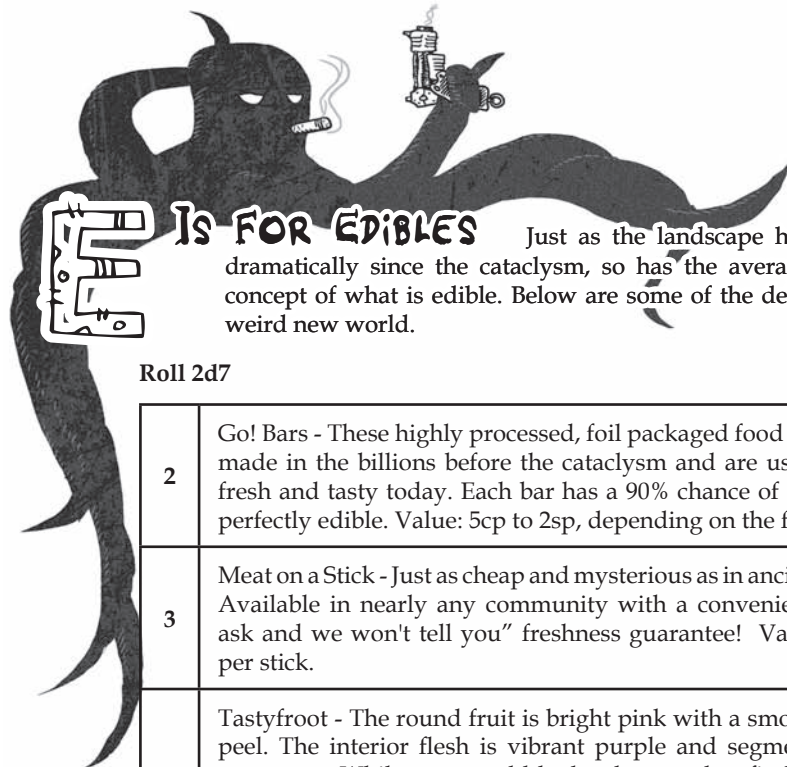 E Is FOR EDiBLES Just as the landscape h
dramatically since the cataclysm, so has the avera
concept of what is edible. Below are some of the de
weird new world.
Roll 2d7
2
Go! Bars - These highly processed, foil packaged food
made in the billions before the cataclysm and are us
fresh and tasty today. Each bar has a 90% chance of
perfectly edible. Value: 5cp to 2sp, depending on the f
3
Meat on a Stick - Just as cheap and mysterious as in anci
Available in nearly any community with a convenie
ask and we won't tell you” freshness guarantee! Va
per stick.
Tastyfroot - The round fruit is bright pink with a smo
peel. The interior flesh is vibrant purple and segme